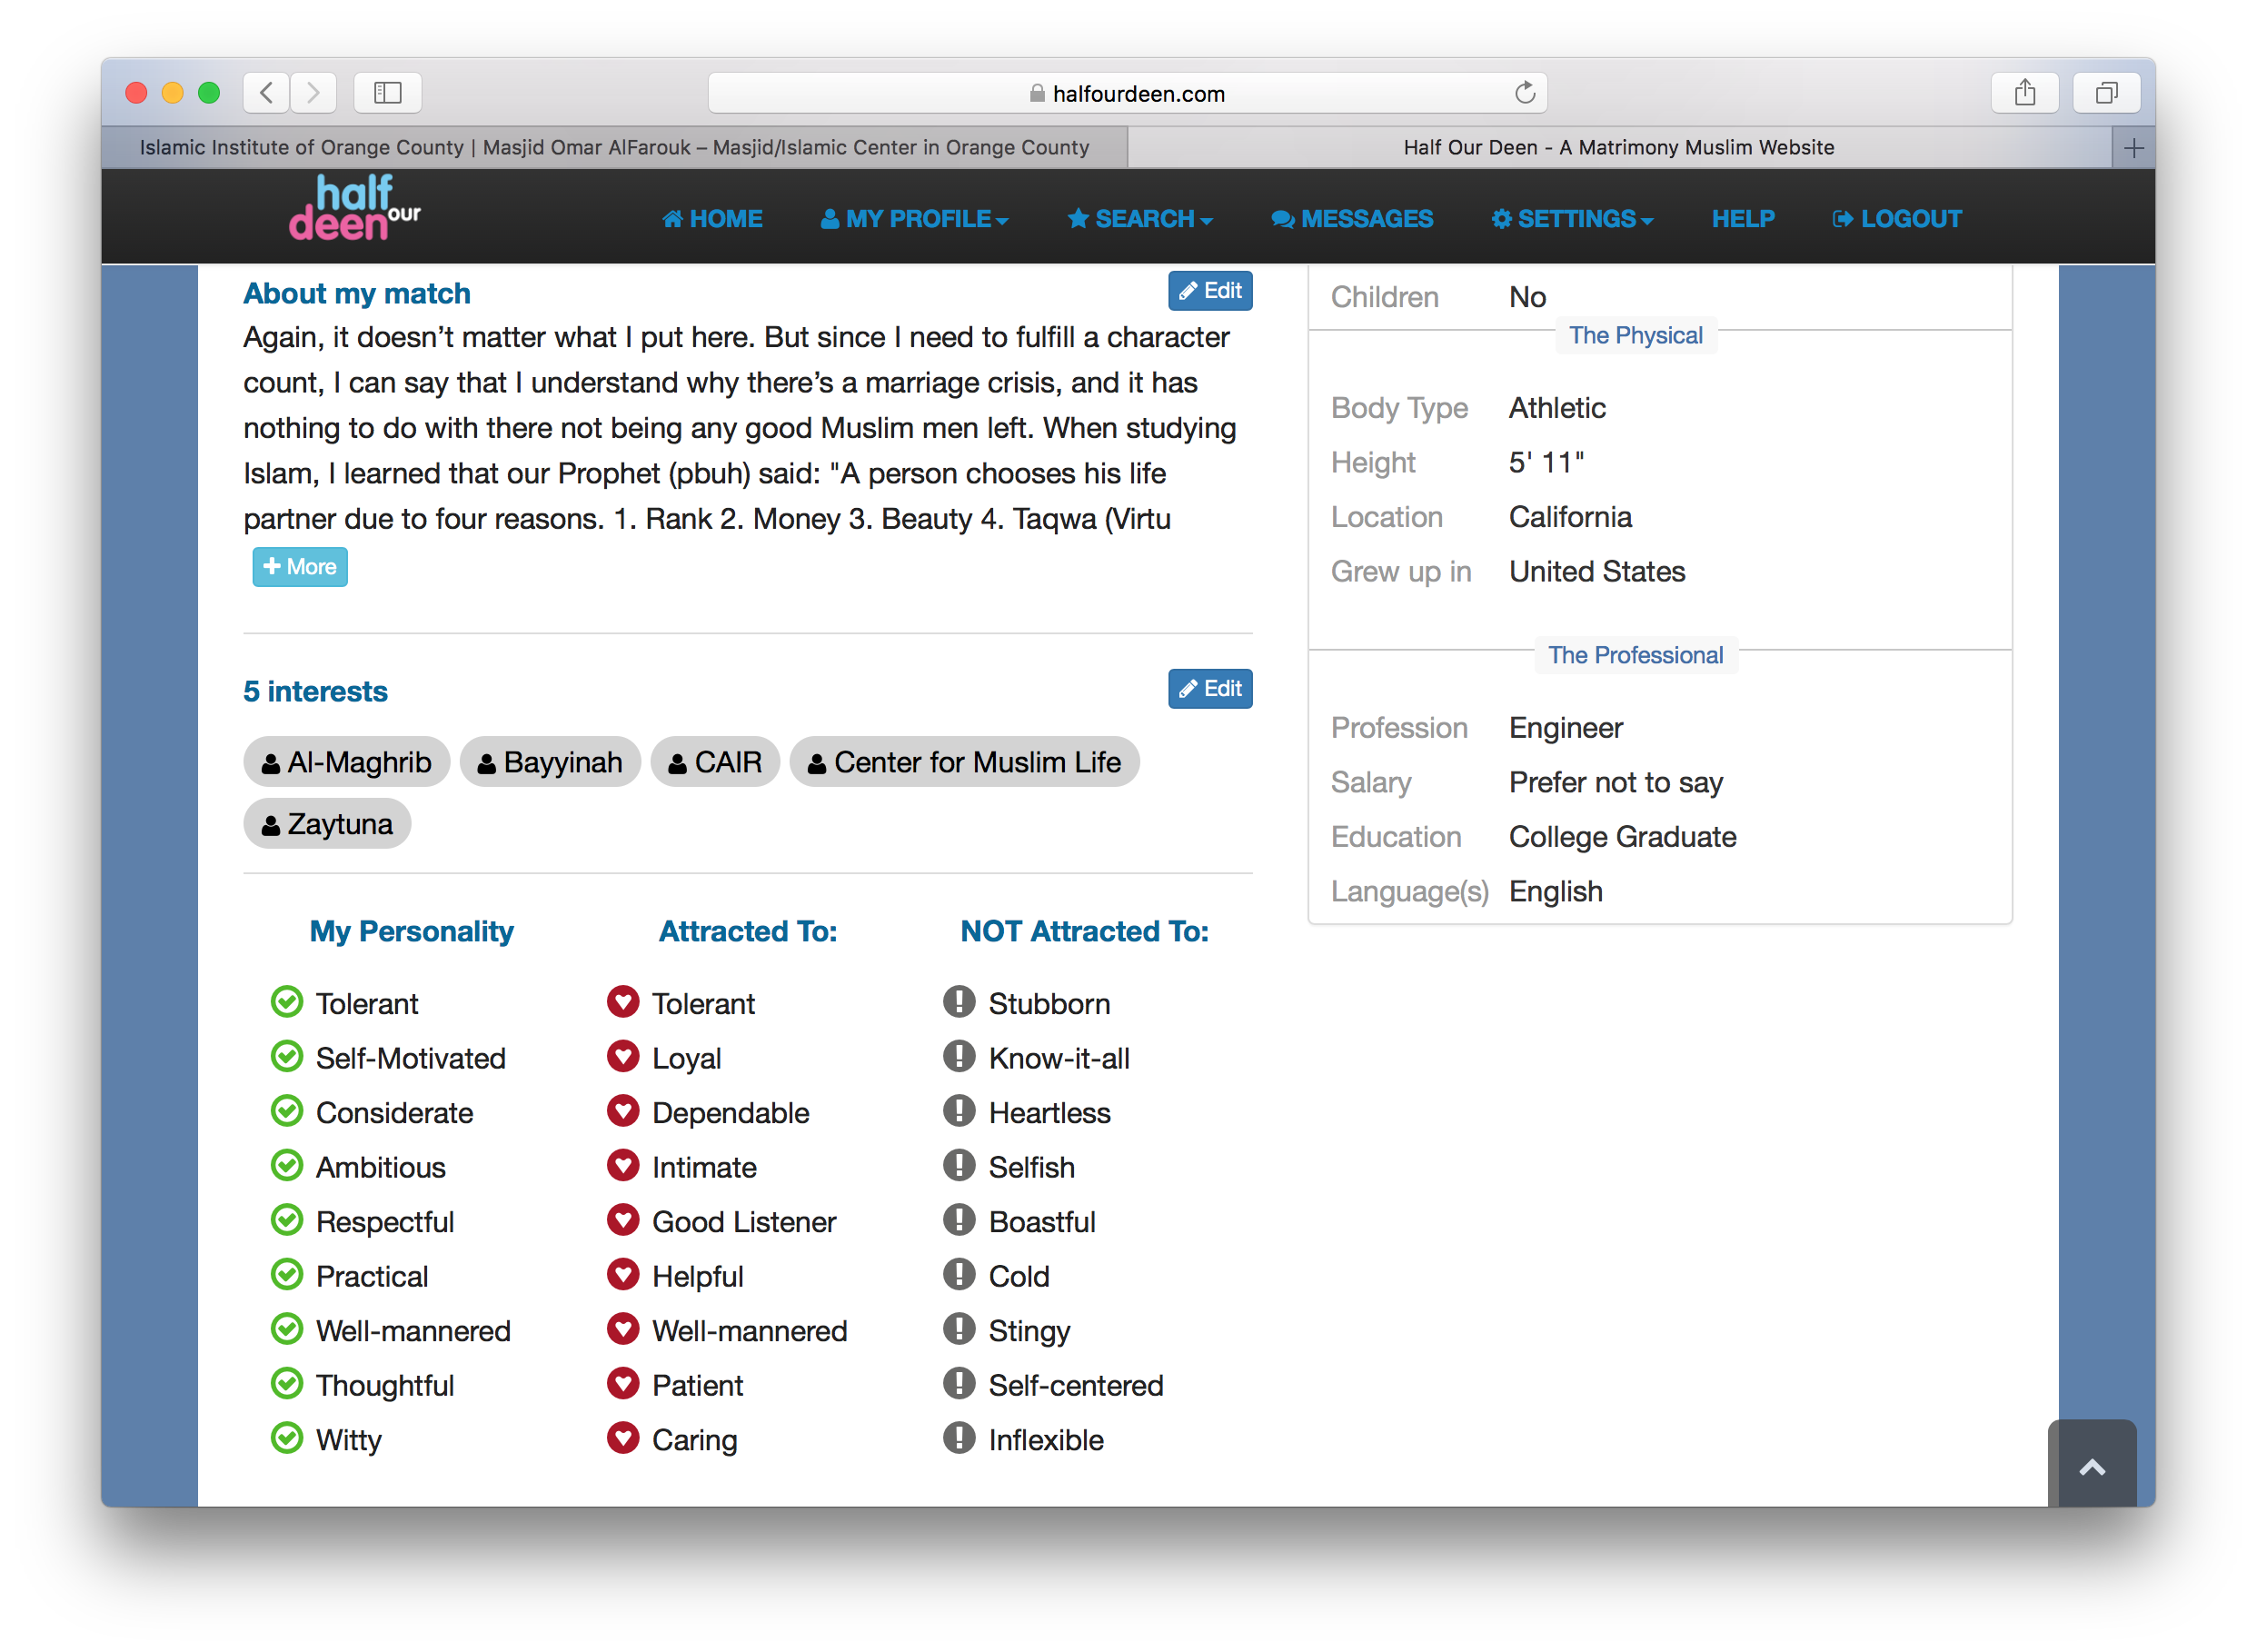 halfourdeen.com
Islamic Institute of Orange County | Masjid Omar AlFarouk – Masjid/Islamic Center in Orange County
Half Our Deen - A Matrimony Muslim Website
half our deen
HOME
MY PROFILE
SEARCH
MESSAGES
SETTINGS
HELP
LOGOUT
About my match
Edit
Again, it doesn’t matter what I put here. But since I need to fulfill a character
count, I can say that I understand why there’s a marriage crisis, and it has
nothing to do with there not being any good Muslim men left. When studying
Islam, I learned that our Prophet (pbuh) said: "A person chooses his life
partner due to four reasons. 1. Rank 2. Money 3. Beauty 4. Taqwa (Virtu
More
5 interests
Edit
Al-Maghrib
Bayyinah
CAIR
Center for Muslim Life
Zaytuna
My Personality
Tolerant
Self-Motivated
Considerate
Ambitious
Respectful
Practical
Well-mannered
Thoughtful
Witty
Attracted To:
Tolerant
Loyal
Dependable
Intimate
Good Listener
Helpful
Well-mannered
Patient
Caring
NOT Attracted To:
Stubborn
Know-it-all
Heartless
Selfish
Boastful
Cold
Stingy
Self-centered
Inflexible
Children No
The Physical
Body Type Athletic
Height 5' 11"
Location California
Grew up in United States
The Professional
Profession Engineer
Salary Prefer not to say
Education College Graduate
Language(s) English